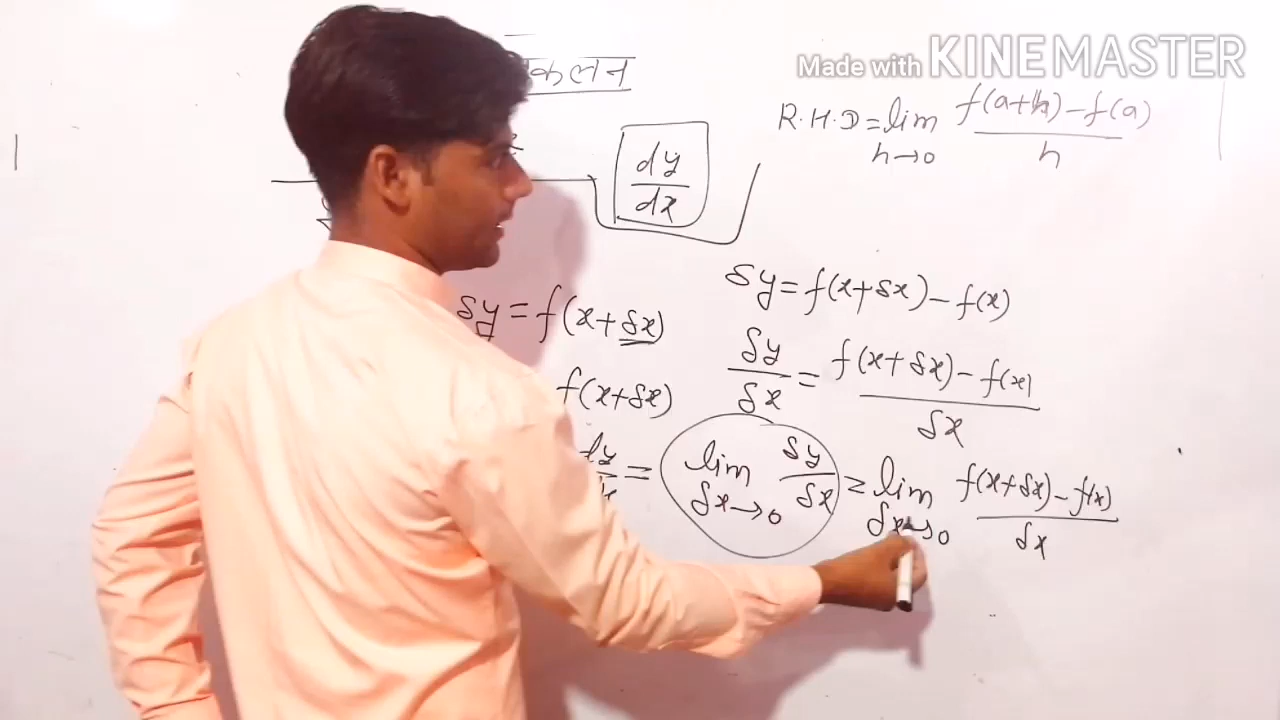 Made with KINEMASTER
कलन
R.H.D = lim h→0 f(a+h) - f(a) / h
dy/dx
δy = f(x+δx) - f(x)
δy = f(x+δx)
δy/δx = f(x+δx) - f(x) / δx
f(x+δx)
dy/ = lim δx→0 δy/δx = lim δx→0 f(x+δx) - f(x) / δx